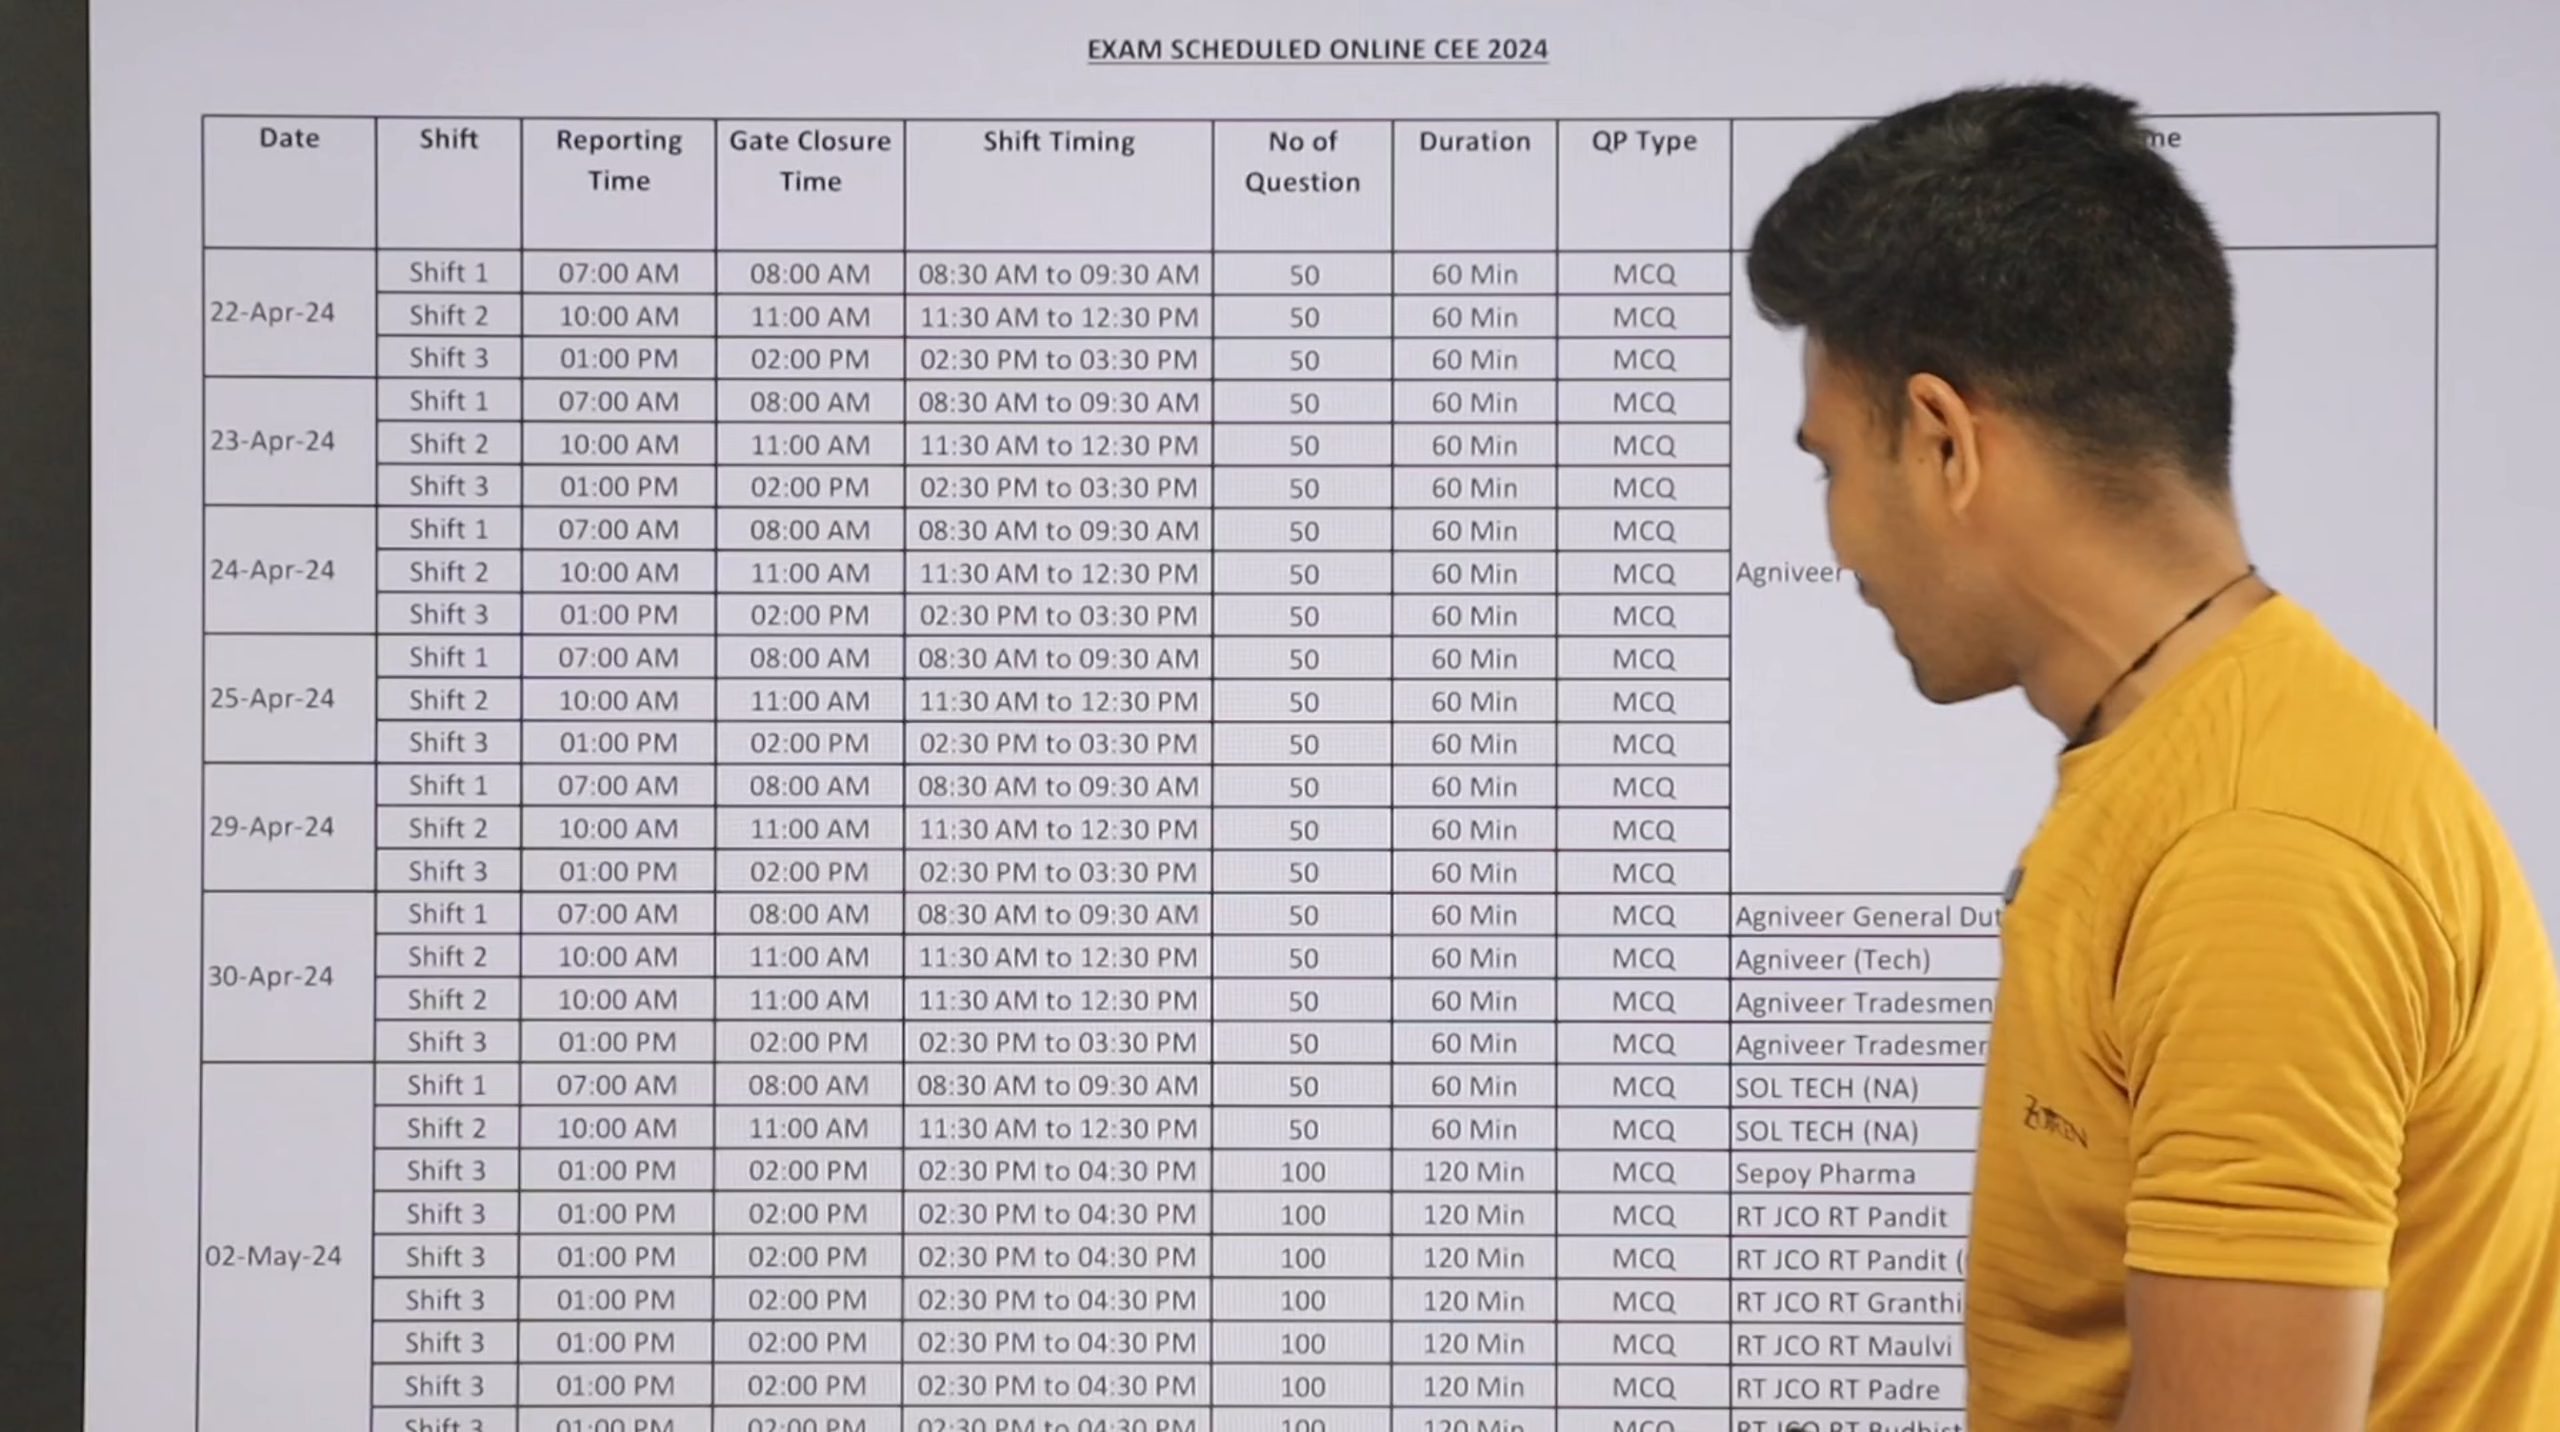 EXAM SCHEDULED ONLINE CEE 2024
Date Shift Reporting Time Gate Closure Time Shift Timing No of Question Duration QP Type
22-Apr-24
Shift 1 07:00 AM 08:00 AM 08:30 AM to 09:30 AM 50 60 Min MCQ
Shift 2 10:00 AM 11:00 AM 11:30 AM to 12:30 PM 50 60 Min MCQ
Shift 3 01:00 PM 02:00 PM 02:30 PM to 03:30 PM 50 60 Min MCQ
23-Apr-24
Shift 1 07:00 AM 08:00 AM 08:30 AM to 09:30 AM 50 60 Min MCQ
Shift 2 10:00 AM 11:00 AM 11:30 AM to 12:30 PM 50 60 Min MCQ
Shift 3 01:00 PM 02:00 PM 02:30 PM to 03:30 PM 50 60 Min MCQ
24-Apr-24
Shift 1 07:00 AM 08:00 AM 08:30 AM to 09:30 AM 50 60 Min MCQ
Shift 2 10:00 AM 11:00 AM 11:30 AM to 12:30 PM 50 60 Min MCQ Agniveer
Shift 3 01:00 PM 02:00 PM 02:30 PM to 03:30 PM 50 60 Min MCQ
25-Apr-24
Shift 1 07:00 AM 08:00 AM 08:30 AM to 09:30 AM 50 60 Min MCQ
Shift 2 10:00 AM 11:00 AM 11:30 AM to 12:30 PM 50 60 Min MCQ
Shift 3 01:00 PM 02:00 PM 02:30 PM to 03:30 PM 50 60 Min MCQ
29-Apr-24
Shift 1 07:00 AM 08:00 AM 08:30 AM to 09:30 AM 50 60 Min MCQ
Shift 2 10:00 AM 11:00 AM 11:30 AM to 12:30 PM 50 60 Min MCQ
Shift 3 01:00 PM 02:00 PM 02:30 PM to 03:30 PM 50 60 Min MCQ
30-Apr-24
Shift 1 07:00 AM 08:00 AM 08:30 AM to 09:30 AM 50 60 Min MCQ Agniveer General
Shift 2 10:00 AM 11:00 AM 11:30 AM to 12:30 PM 50 60 Min MCQ Agniveer (Tech)
Shift 2 10:00 AM 11:00 AM 11:30 AM to 12:30 PM 50 60 Min MCQ Agniveer Tradesmen
Shift 3 01:00 PM 02:00 PM 02:30 PM to 03:30 PM 50 60 Min MCQ Agniveer Tradesmen
02-May-24
Shift 1 07:00 AM 08:00 AM 08:30 AM to 09:30 AM 50 60 Min MCQ SOL TECH (NA)
Shift 2 10:00 AM 11:00 AM 11:30 AM to 12:30 PM 50 60 Min MCQ SOL TECH (NA)
Shift 3 01:00 PM 02:00 PM 02:30 PM to 04:30 PM 100 120 Min MCQ Sepoy Pharma
Shift 3 01:00 PM 02:00 PM 02:30 PM to 04:30 PM 100 120 Min MCQ RT JCO RT Pandit
Shift 3 01:00 PM 02:00 PM 02:30 PM to 04:30 PM 100 120 Min MCQ RT JCO RT Pandit (
Shift 3 01:00 PM 02:00 PM 02:30 PM to 04:30 PM 100 120 Min MCQ RT JCO RT Granthi
Shift 3 01:00 PM 02:00 PM 02:30 PM to 04:30 PM 100 120 Min MCQ RT JCO RT Maulvi
Shift 3 01:00 PM 02:00 PM 02:30 PM to 04:30 PM 100 120 Min MCQ RT JCO RT Padre
Shift 3 01:00 PM 02:00 PM 02:30 PM to 04:30 PM 100 120 Min MCQ RT JCO RT Budhist